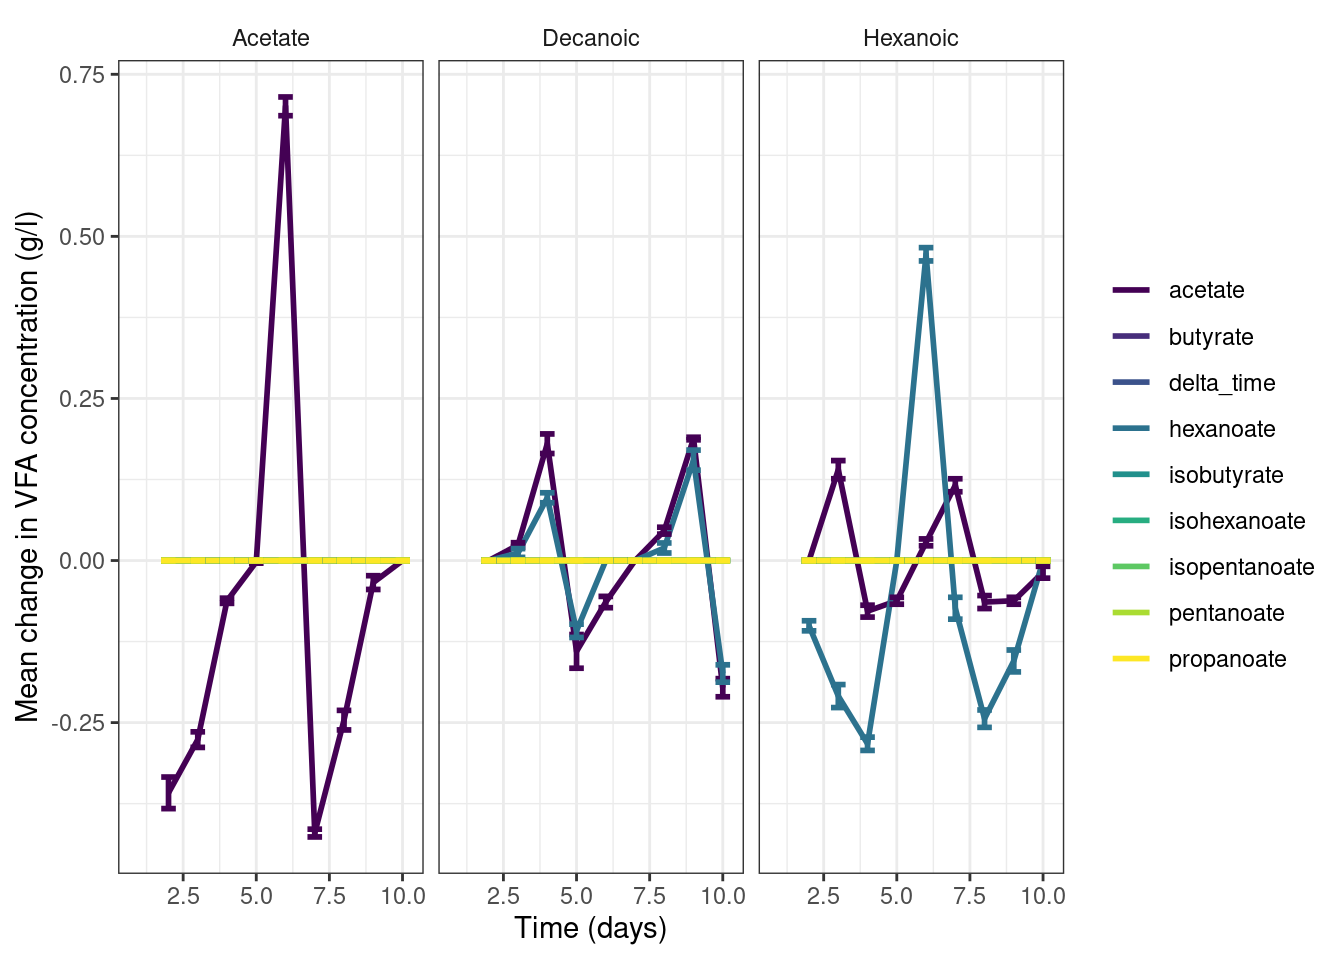 Acetate Decanoic Hexanoic
0.75
0.50
0.25
0.00
-0.25
Mean change in VFA concentration (g/l)
2.5 5.0 7.5 10.0 2.5 5.0 7.5 10.0 2.5 5.0 7.5 10.0
Time (days)
acetate
butyrate
delta_time
hexanoate
isobutyrate
isohexanoate
isopentanoate
pentanoate
propanoate